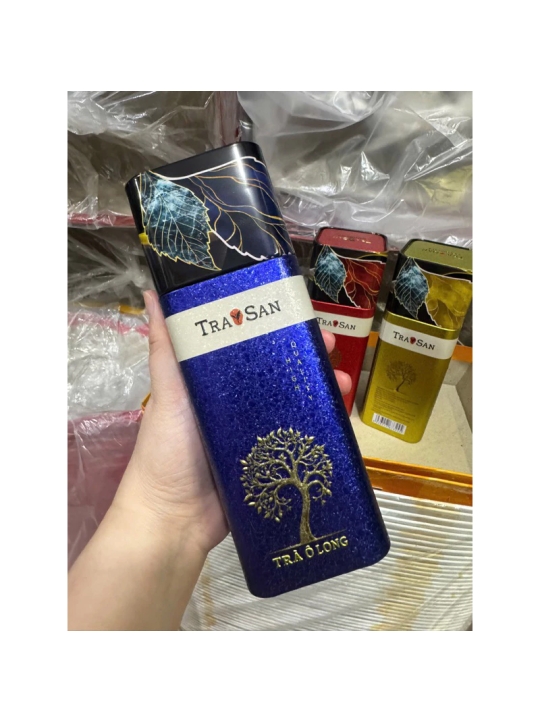 TRA SAN
HIGH
QUALITY
TRÀ Ô LONG
TRA SAN
TRA SAN